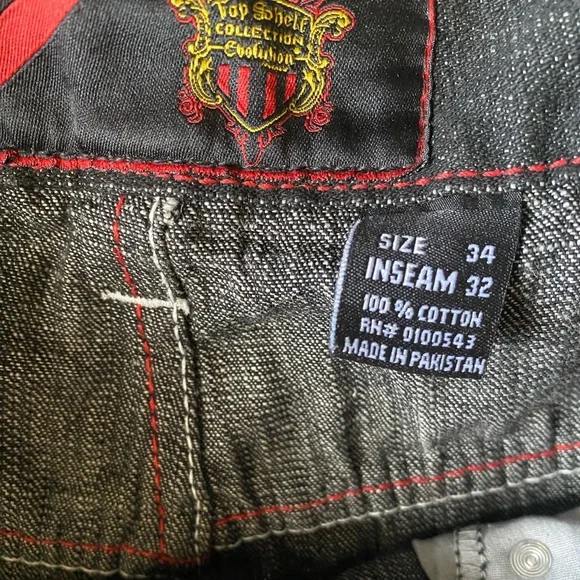 Top Shelf
COLLECTION
Evolution
SIZE 34
INSEAM 32
100 % COTTON
RN# 0100543
MADE IN PAKISTAN